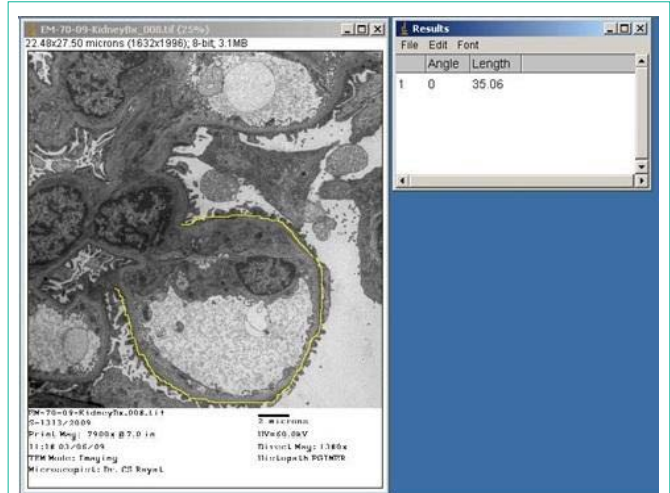 EM-70-09-KidneyBx_008.tif (25%)
22.48x27.50 microns (1632x1996); 8-bit; 3.1MB
EM-70-09-KidneyBx_008.tif
S-1313/2009
Print Mag: 7900x @7.0 in
11:18 03/06/09
TEM Mode: Imaging
Microscopist: Dr. CS Rayat
2 microns
HV=60.0kV
Direct Mag: 1380x
Histopath PGIMER
Results
File Edit Font
Angle Length
1 0 35.06